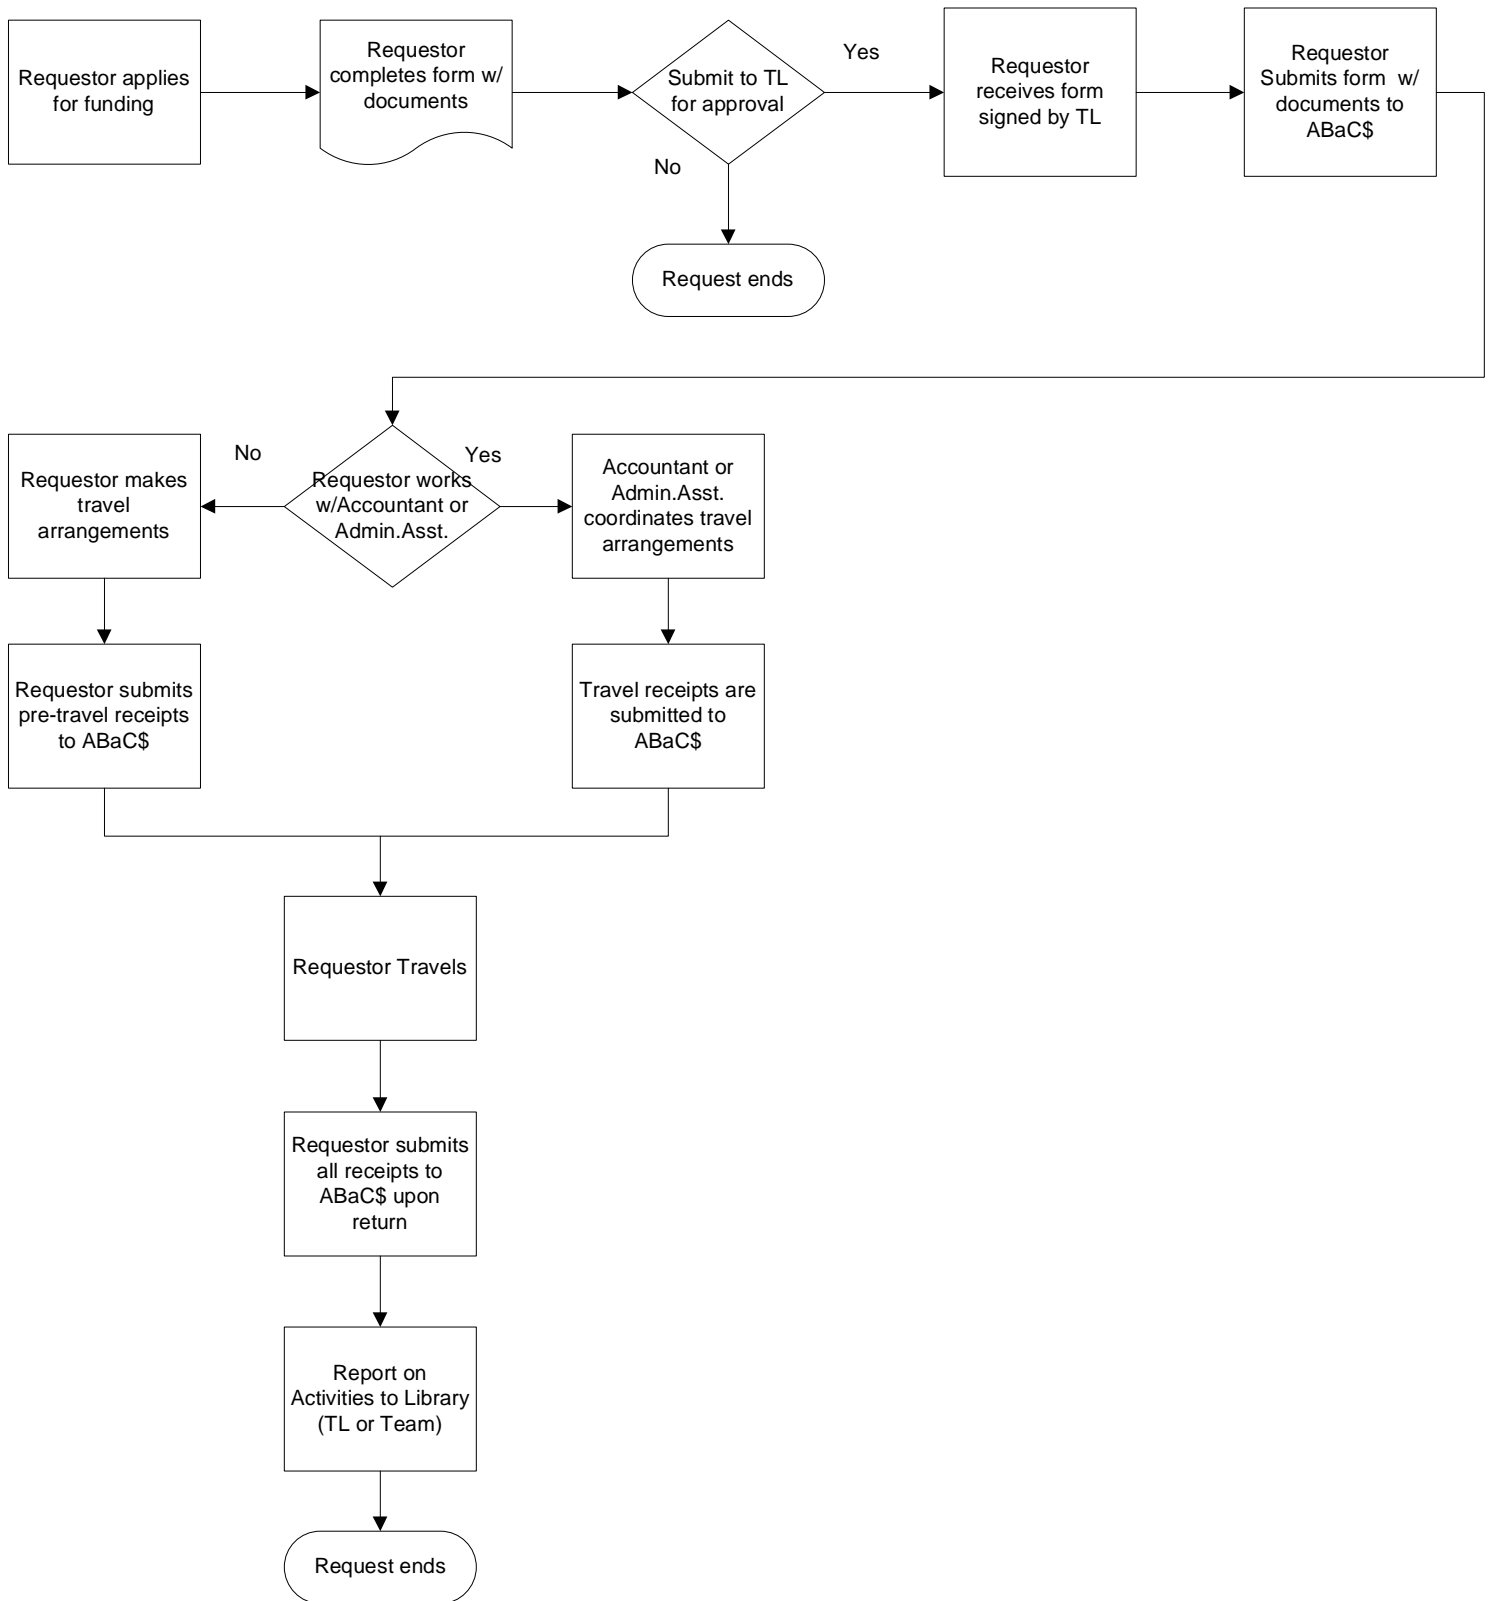 Requestor applies
for funding
Requestor
completes form w/
documents
Submit to TL
for approval
Yes
No
Requestor
receives form
signed by TL
Requestor
Submits form  w/
documents to
ABaC$
Request ends
No
Yes
Requestor makes
travel
arrangements
Requestor works
w/Accountant or
Admin.Asst.
Accountant or
Admin.Asst.
coordinates travel
arrangements
Requestor submits
pre-travel receipts
to ABaC$
Travel receipts are
submitted to
ABaC$
Requestor Travels
Requestor submits
all receipts to
ABaC$ upon
return
Report on
Activities to Library
(TL or Team)
Request ends